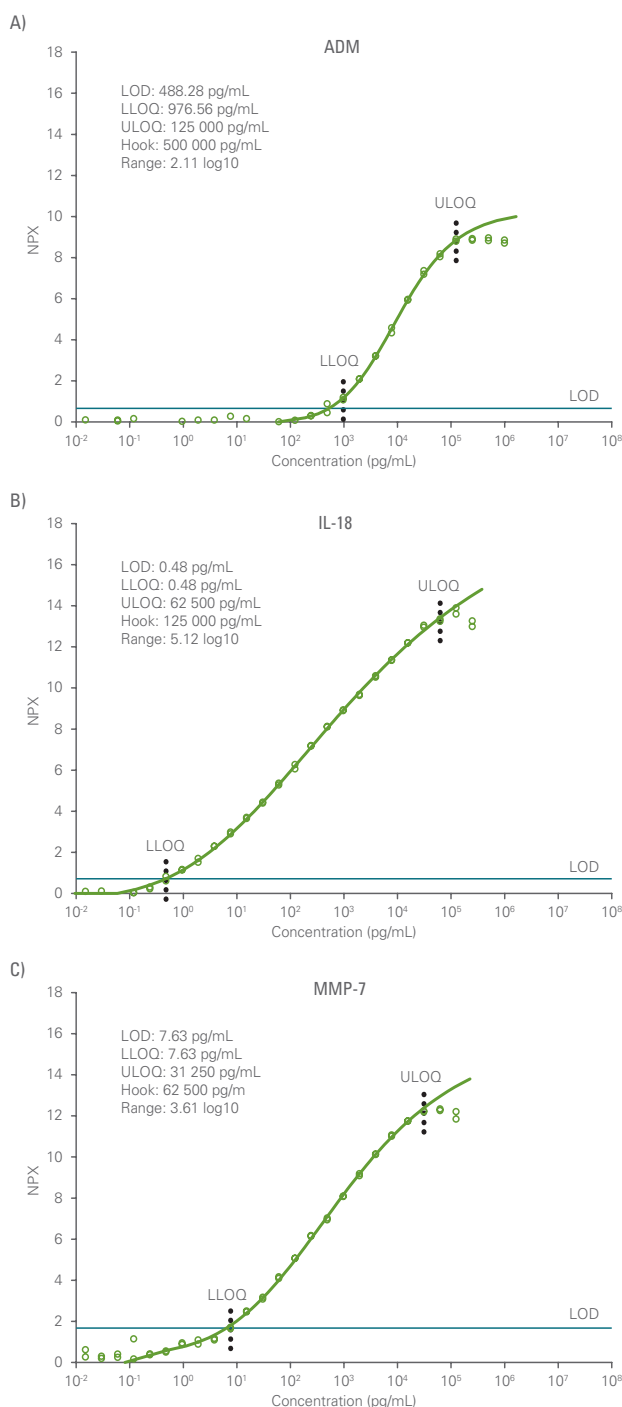 A)
ADM
18
16
14
12
10
8
6
4
2
0
NPX
LOD: 488.28 pg/mL
LLOQ: 976.56 pg/mL
ULOQ: 125 000 pg/mL
Hook: 500 000 pg/mL
Range: 2.11 log10
ULOQ
LLOQ
LOD
10⁻² 10⁻¹ 10⁰ 10¹ 10² 10³ 10⁴ 10⁵ 10⁶ 10⁷ 10⁸
Concentration (pg/mL)
B)
IL-18
18
16
14
12
10
8
6
4
2
0
NPX
LOD: 0.48 pg/mL
LLOQ: 0.48 pg/mL
ULOQ: 62 500 pg/mL
Hook: 125 000 pg/mL
Range: 5.12 log10
ULOQ
LLOQ
LOD
10⁻² 10⁻¹ 10⁰ 10¹ 10² 10³ 10⁴ 10⁵ 10⁶ 10⁷ 10⁸
Concentration (pg/mL)
C)
MMP-7
18
16
14
12
10
8
6
4
2
0
NPX
LOD: 7.63 pg/mL
LLOQ: 7.63 pg/mL
ULOQ: 31 250 pg/mL
Hook: 62 500 pg/m
Range: 3.61 log10
ULOQ
LLOQ
LOD
10⁻² 10⁻¹ 10⁰ 10¹ 10² 10³ 10⁴ 10⁵ 10⁶ 10⁷ 10⁸
Concentration (pg/mL)